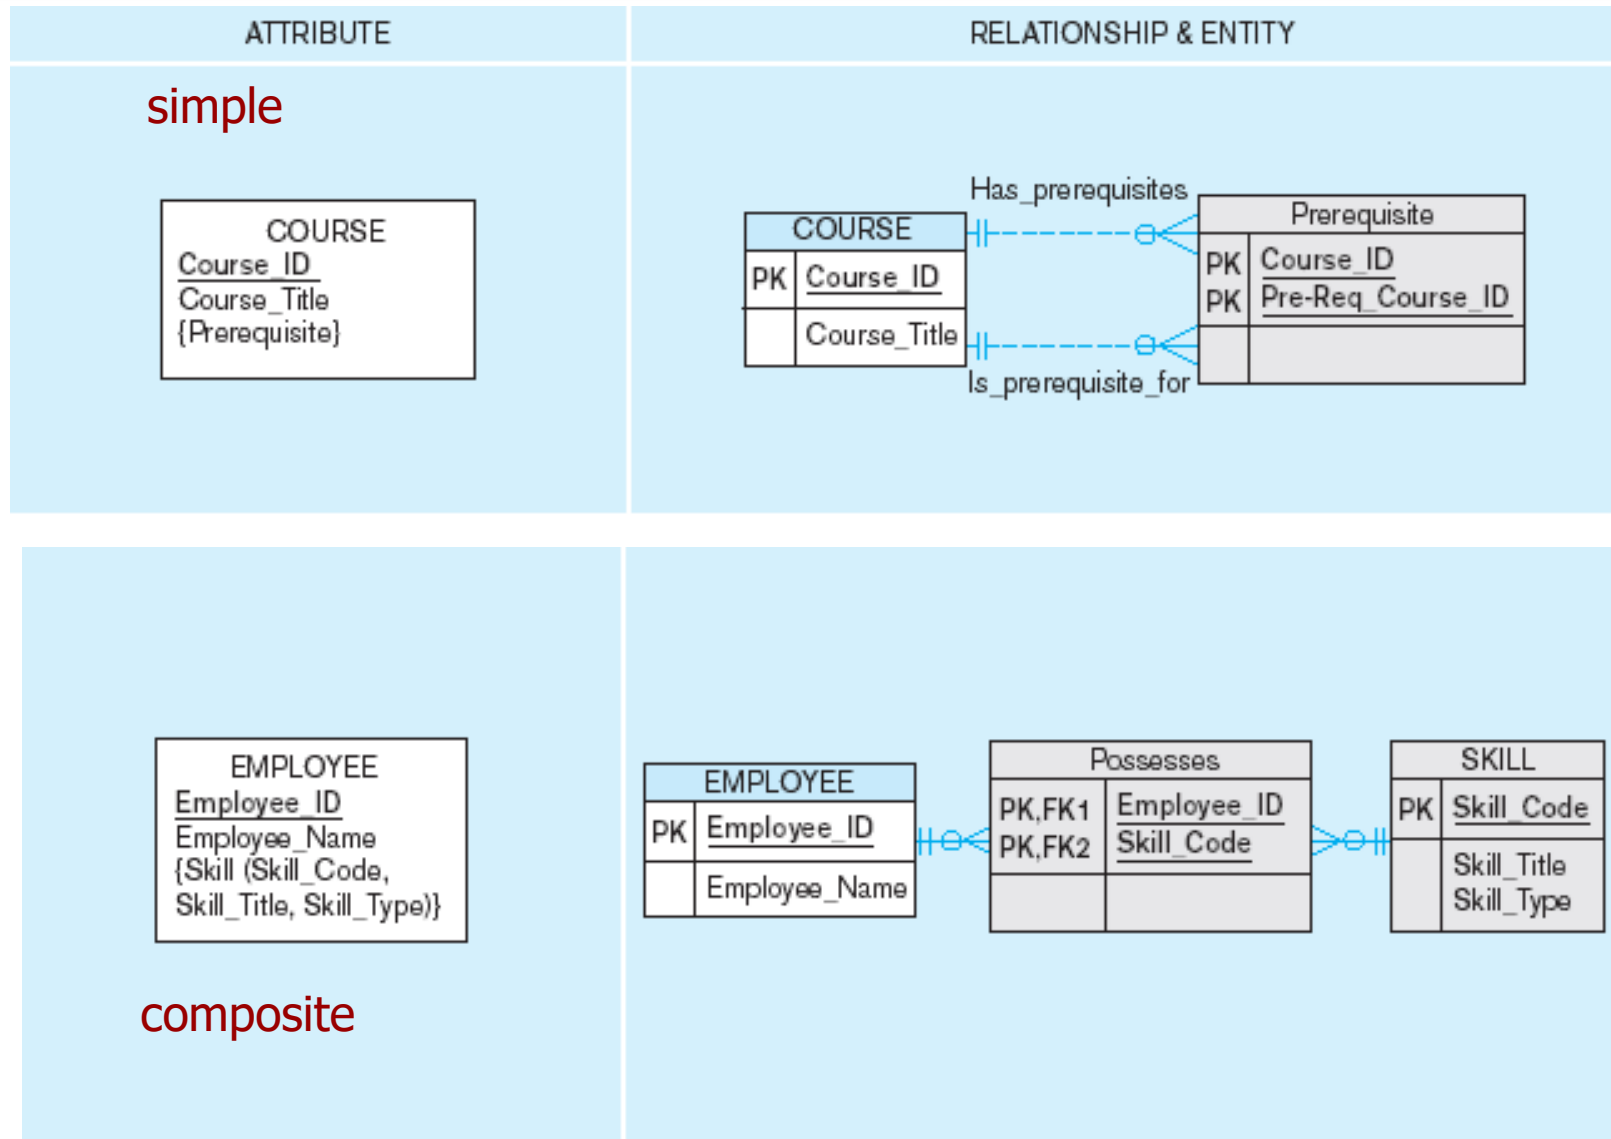 ATTRIBUTE
RELATIONSHIP & ENTITY
simple
COURSE
Course_ID
Course_Title
{Prerequisite}
Has_prerequisites
COURSE
PK Course_ID
Course_Title
Prerequisite
PK Course_ID
PK Pre-Req_Course_ID
Is_prerequisite_for
EMPLOYEE
Employee_ID
Employee_Name
{Skill (Skill_Code,
Skill_Title, Skill_Type)}
composite
EMPLOYEE
PK Employee_ID
Employee_Name
Possesses
PK,FK1 Employee_ID
PK,FK2 Skill_Code
SKILL
PK Skill_Code
Skill_Title
Skill_Type